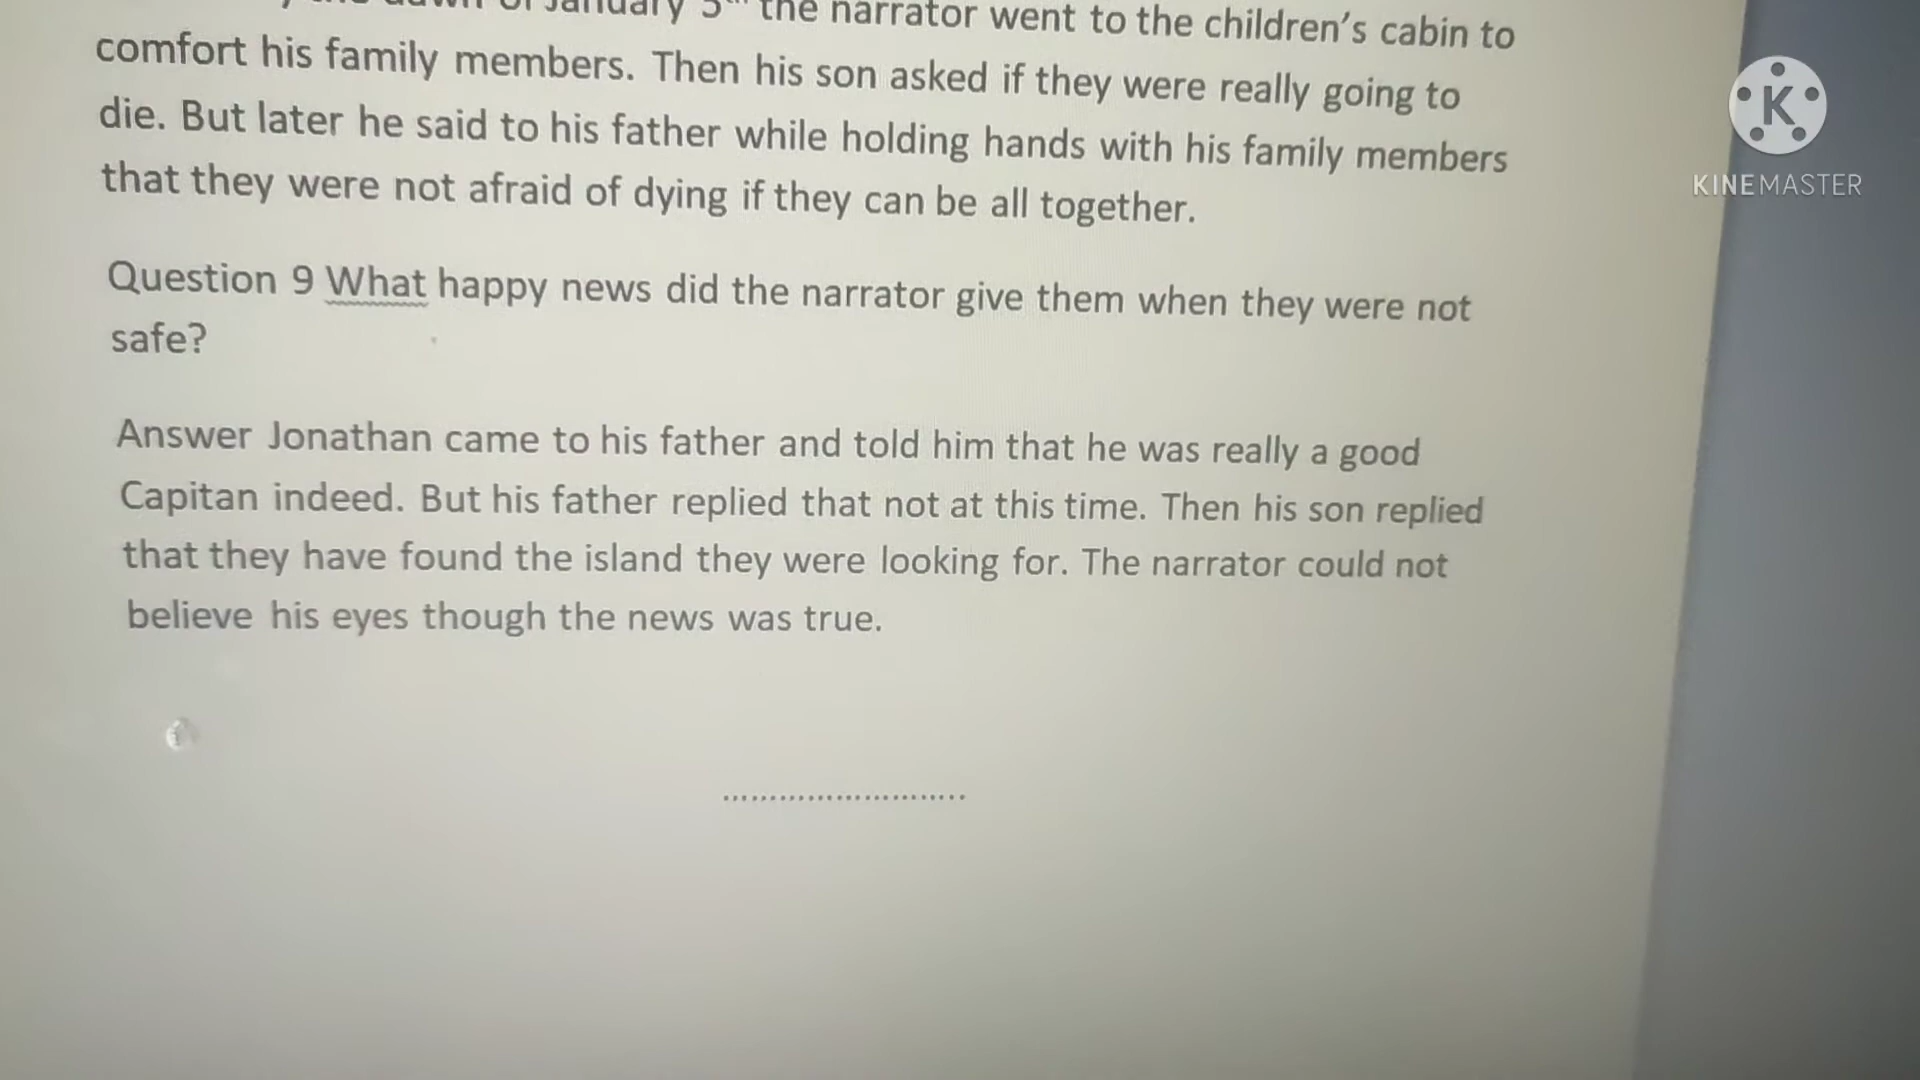 the dawn of January 5th the narrator went to the children's cabin to
comfort his family members. Then his son asked if they were really going to
die. But later he said to his father while holding hands with his family members
that they were not afraid of dying if they can be all together.
Question 9 What happy news did the narrator give them when they were not
safe?
Answer Jonathan came to his father and told him that he was really a good
Capitan indeed. But his father replied that not at this time. Then his son replied
that they have found the island they were looking for. The narrator could not
believe his eyes though the news was true.
..........................
K
KINEMASTER